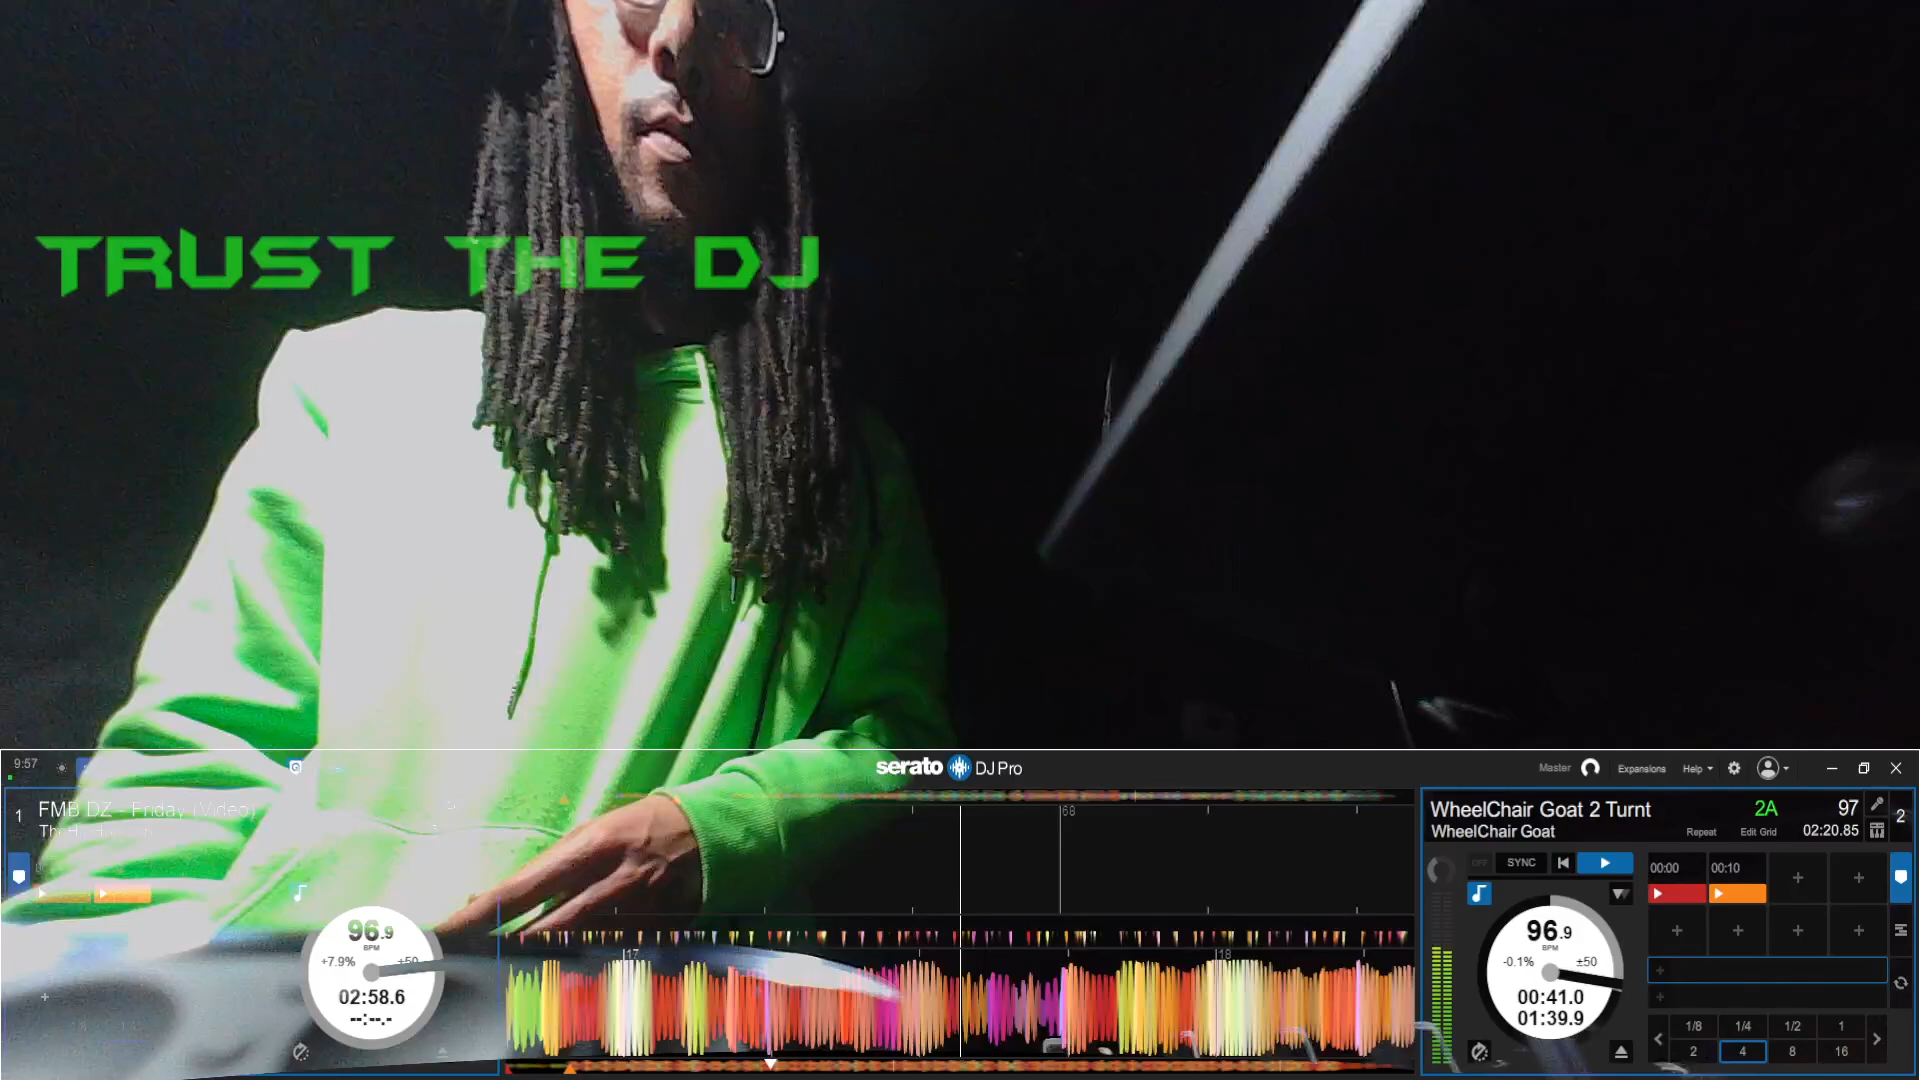 TRUST THE DJ
9:57
serato DJ Pro
Master
Expansions
Help
1
FMB DZ - Friday (Video)
96.9
BPM
+7.9%
±50
02:58.6
--:--.-
68
17
18
WheelChair Goat 2 Turnt
2A
97
2
WheelChair Goat
Repeat
Edit Grid
02:20.85
OFF
SYNC
00:00
00:10
96.9
BPM
-0.1%
±50
00:41.0
01:39.9
1/8
1/4
1/2
1
2
4
8
16